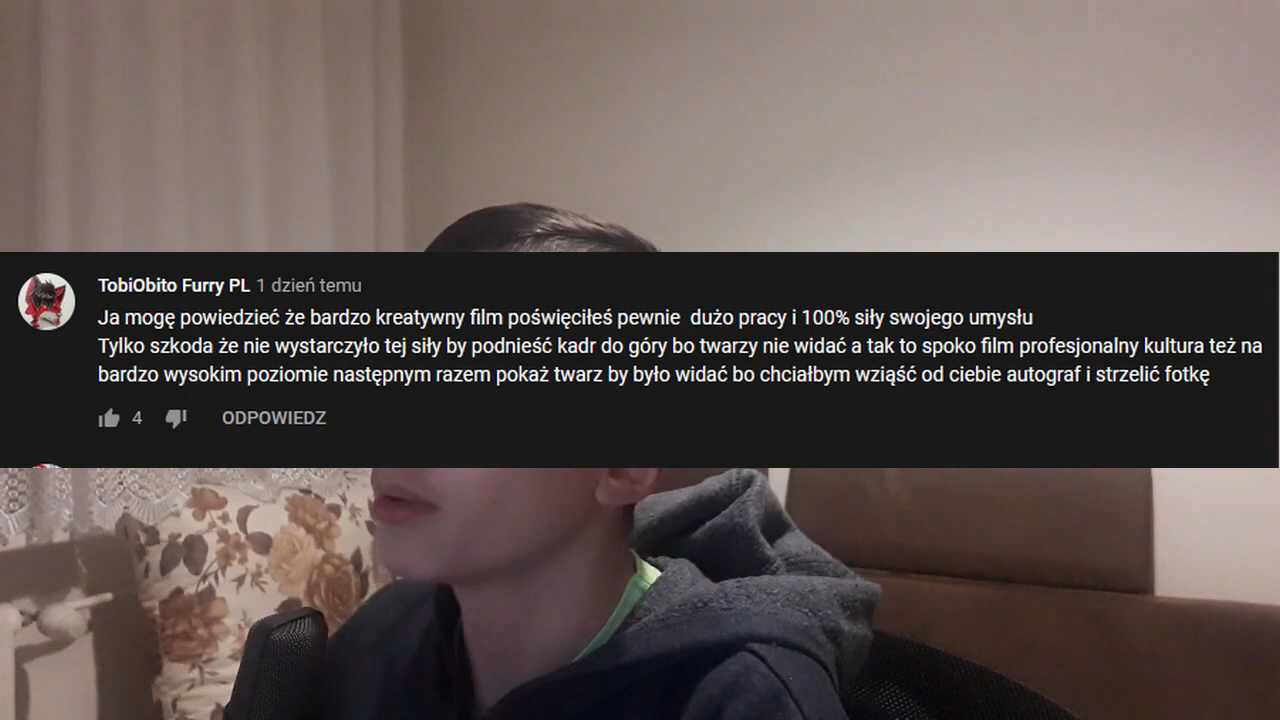 TobiObito Furry PL 1 dzień temu
Ja mogę powiedzieć że bardzo kreatywny film poświęciłeś pewnie dużo pracy i 100% siły swojego umysłu
Tylko szkoda że nie wystarczyło tej siły by podnieść kadr do góry bo twarzy nie widać a tak to spoko film profesjonalny kultura też na
bardzo wysokim poziomie następnym razem pokaż twarz by było widać bo chciałbym wziąść od ciebie autograf i strzelić fotkę
4 ODPOWIEDZ